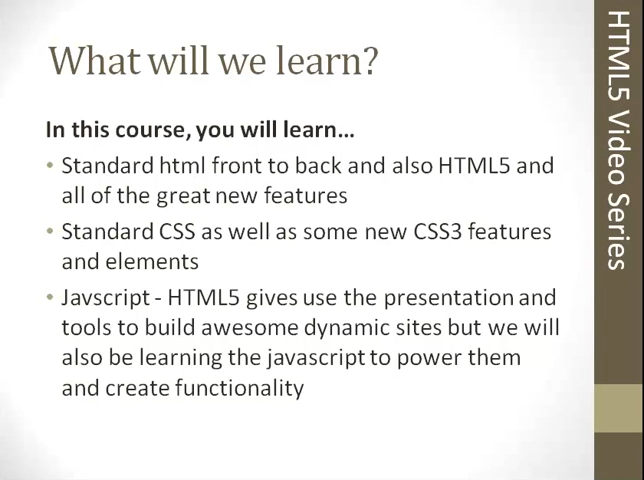 What will we learn?
In this course, you will learn...
• Standard html front to back and also HTML5 and
all of the great new features
• Standard CSS as well as some new CSS3 features
and elements
• Javscript - HTML5 gives use the presentation and
tools to build awesome dynamic sites but we will
also be learning the javascript to power them
and create functionality
HTML5 Video Series